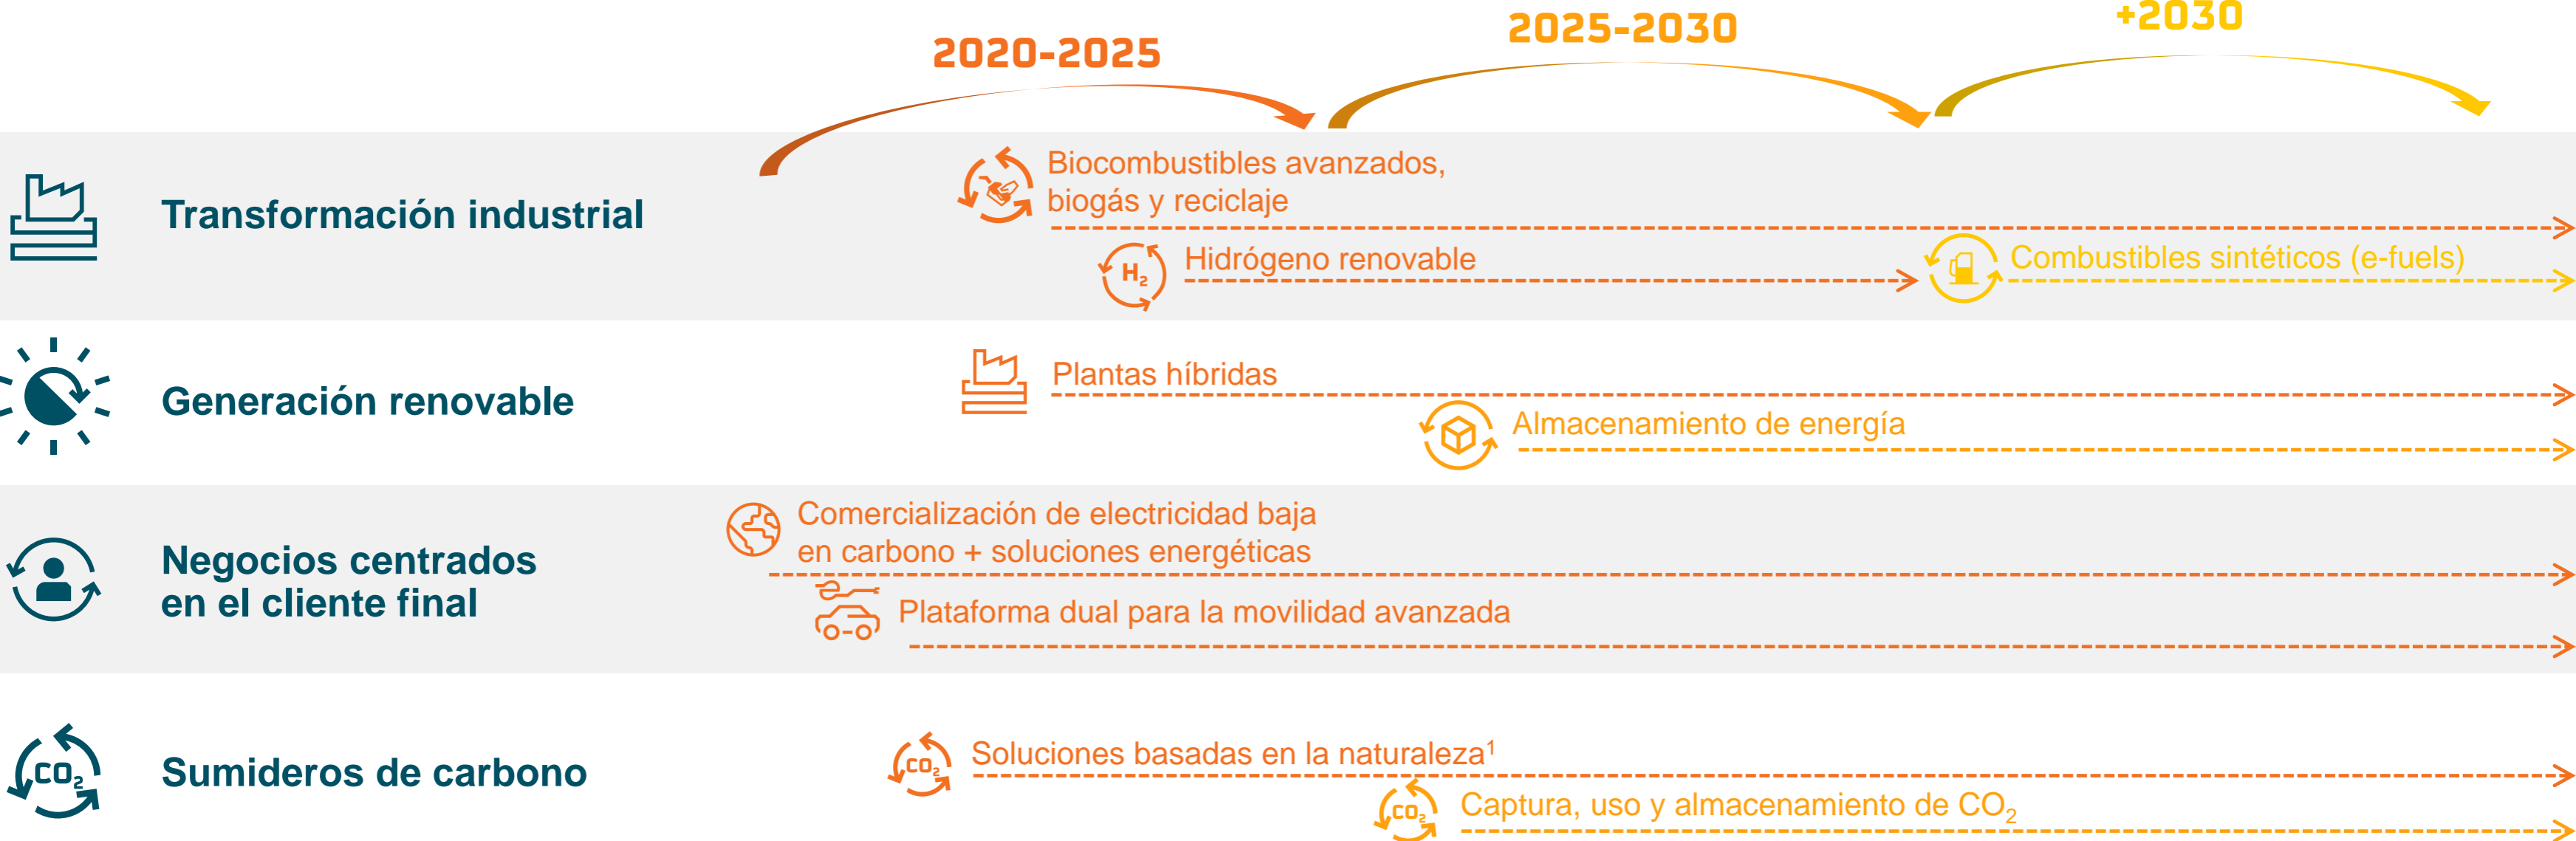 2020-2025
2025-2030
+2030
Transformación industrial
Biocombustibles avanzados,
biogás y reciclaje
H₂
Hidrógeno renovable
Combustibles sintéticos (e-fuels)
Generación renovable
Plantas híbridas
Almacenamiento de energía
Negocios centrados
en el cliente final
Comercialización de electricidad baja
en carbono + soluciones energéticas
Plataforma dual para la movilidad avanzada
CO₂
Sumideros de carbono
CO₂
Soluciones basadas en la naturaleza¹
CO₂
Captura, uso y almacenamiento de CO₂